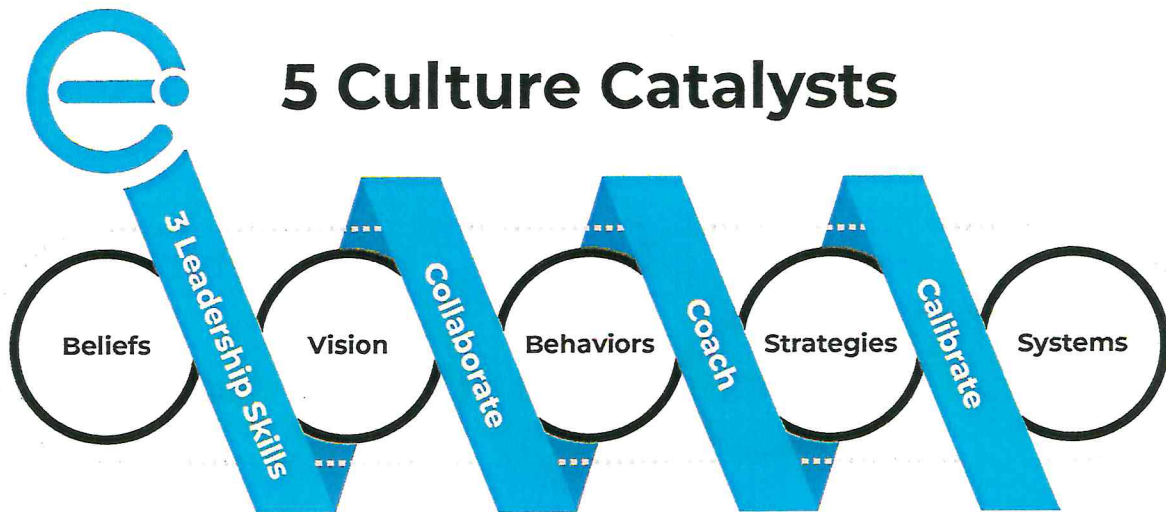 5 Culture Catalysts
3 Leadership Skills
Collaborate
Coach
Calibrate
Beliefs
Vision
Behaviors
Strategies
Systems